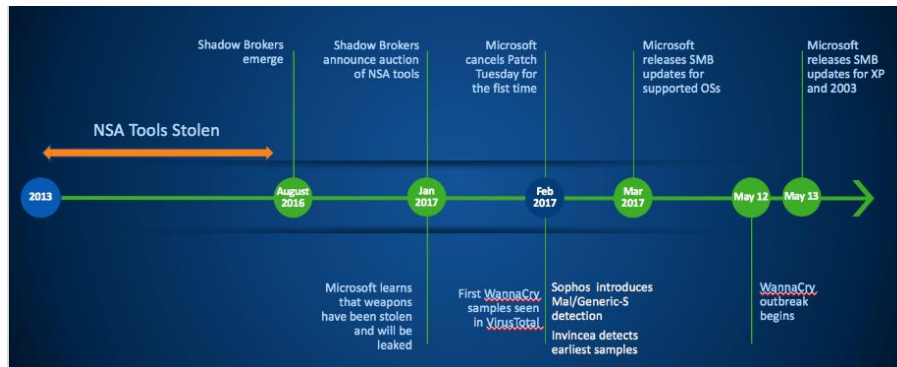 Shadow Brokers
emerge
Shadow Brokers
announce auction
of NSA tools
Microsoft
cancels Patch
Tuesday for
the fist time
Microsoft
releases SMB
updates for
supported OSs
Microsoft
releases SMB
updates for XP
and 2003
NSA Tools Stolen
2013
August
2016
Jan
2017
Feb
2017
Mar
2017
May 12
May 13
Microsoft learns
that weapons
have been stolen
and will be
leaked
First WannaCry
samples seen
in VirusTotal
Sophos introduces
Mal/Generic-S
detection
Invincea detects
earliest samples
WannaCry
outbreak
begins